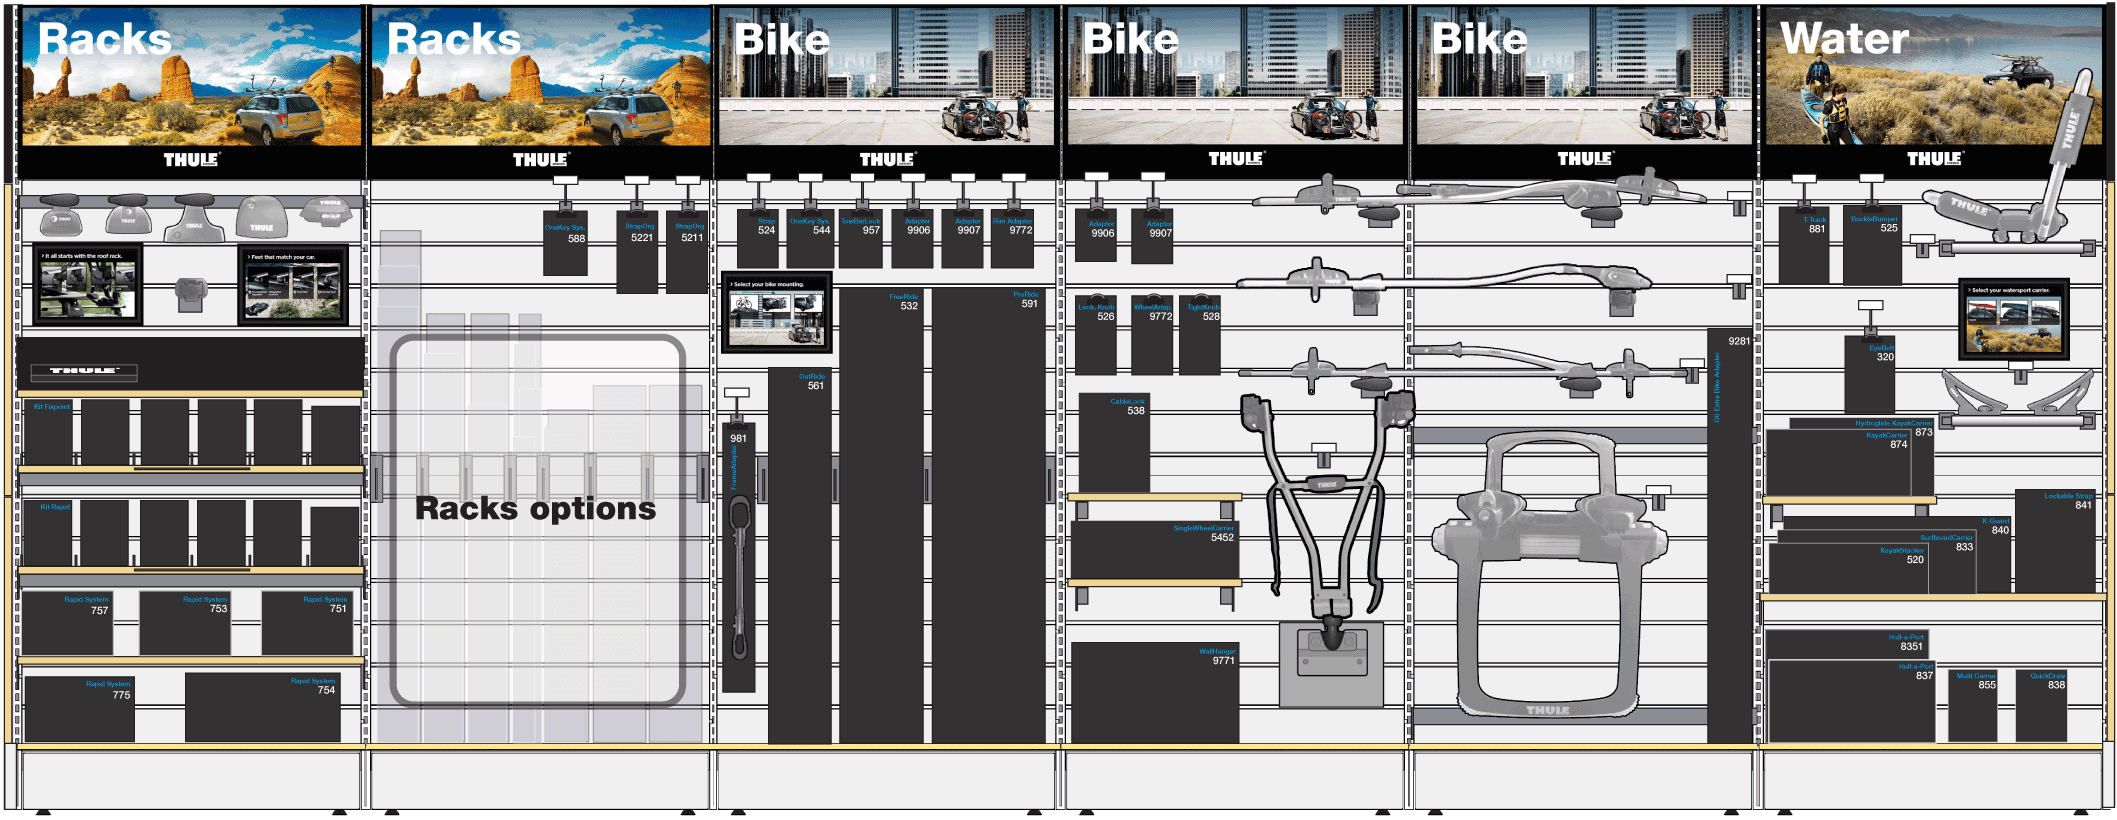 Racks
Racks
Bike
Bike
Bike
Water
THULE
THULE
THULE
THULE
THULE
THULE
THULE
THULE
THULE
> It all starts with the roof rack.
> Feet that match your car.
THULE
Kit Fixpoint
Kit Rapid
Rapid System
757
Rapid System
753
Rapid System
751
Rapid System
775
Rapid System
754
OneKey Sys.
588
StrapOrg
5221
StrapOrg
5211
Racks options
Strap
524
OneKey Sys.
544
TowBarLock
957
Adapter
9906
Adapter
9907
Rim Adapter
9772
> Select your bike mounting.
FreeRide
532
ProRide
591
OutRide
561
981
FrameAdapter
Adapter
9906
Adapter
9907
Lock. Knob
526
WheelAdap
9772
TightKnob
528
CableLock
538
SingleWheelCarrier
5452
WallHanger
9771
THULE
THULE
THULE
9281
G6 Extra Bike Adapter
THULE
T-Track
881
BuckleBumper
525
THULE
THULE
> Select your watersport carrier.
EyeBolt
320
Hydroglide KayakCarrier
873
KayakCarrier
874
Lockable Strap
841
K-Guard
840
SurfboardCarrier
833
KayakStacker
520
Hull-a-Port
8351
Hull-a-Port
837
Multi Carrier
855
QuickDraw
838